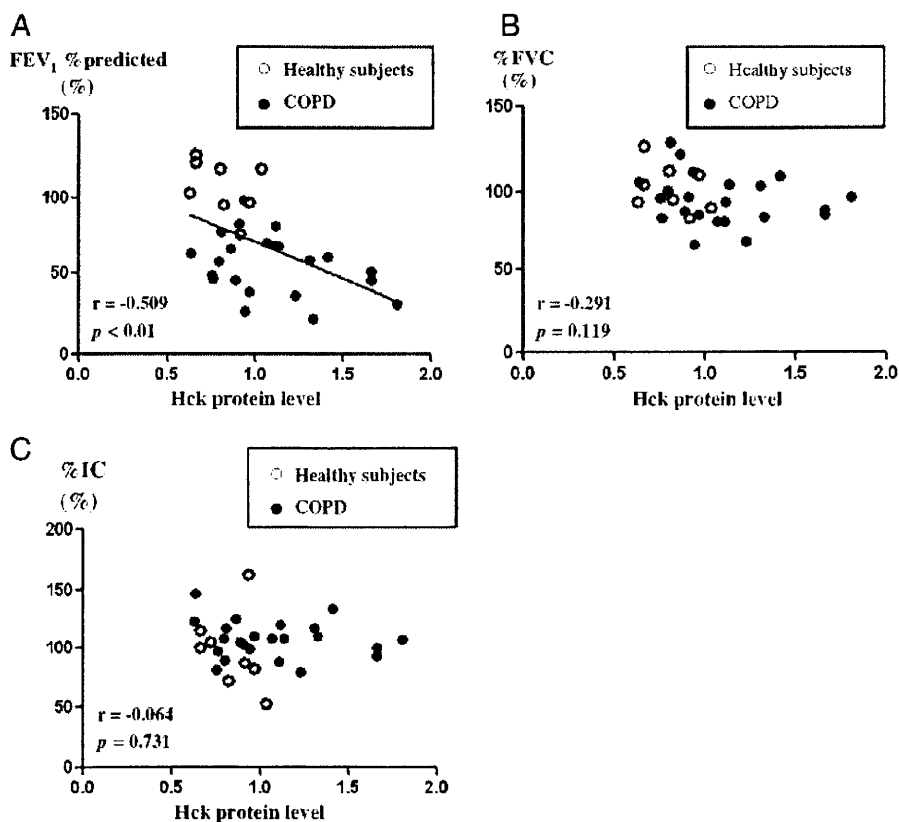 A
FEV1 %predicted
(%)
Healthy subjects
COPD
150
100
50
0
r = -0.509
p < 0.01
0.0 0.5 1.0 1.5 2.0
Hck protein level
B
%FVC
(%)
Healthy subjects
COPD
150
100
50
0
r = -0.291
p = 0.119
0.0 0.5 1.0 1.5 2.0
Hck protein level
C
%IC
(%)
Healthy subjects
COPD
200
150
100
50
0
r = -0.064
p = 0.731
0.0 0.5 1.0 1.5 2.0
Hck protein level